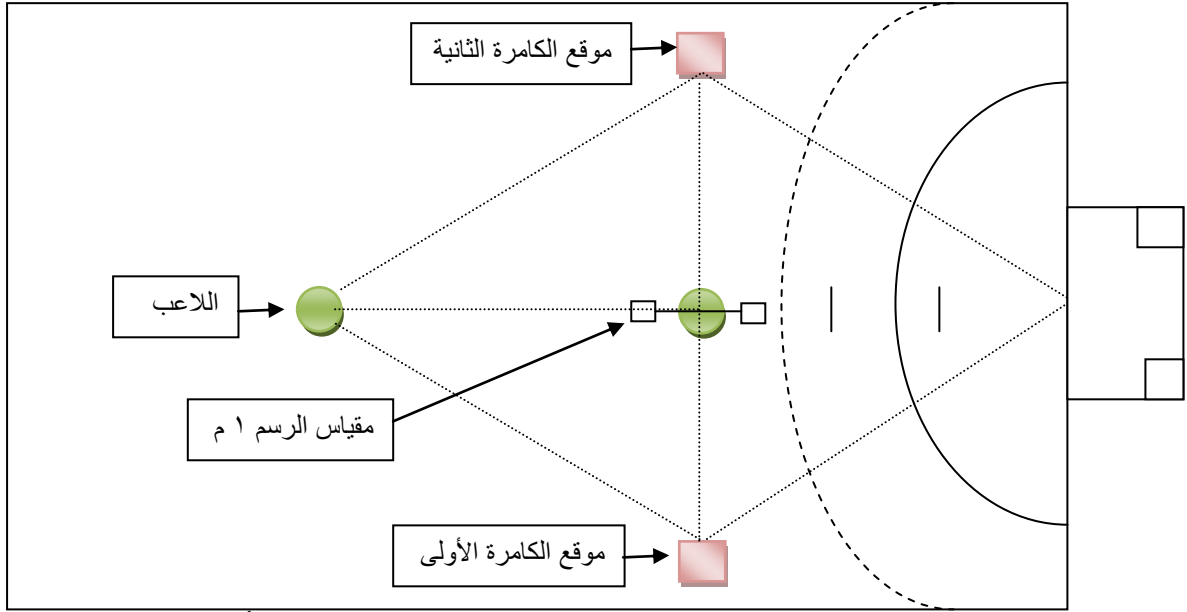 موقع الكامرة الثانية
اللاعب
مقياس الرسم ١ م
موقع الكامرة الأولى